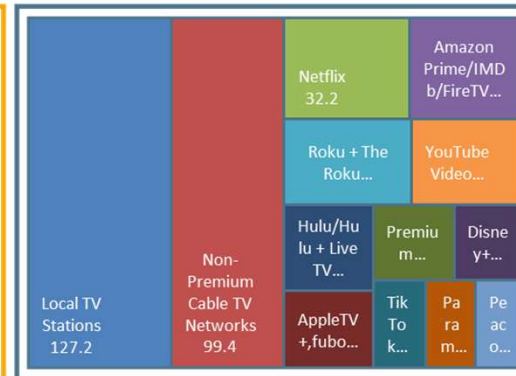 Local TV
Stations
127.2
Non-
Premium
Cable TV
Networks
99.4
Netflix
32.2
Amazon
Prime/IMD
b/FireTV...
Roku + The
Roku...
YouTube
Video...
Hulu/Hu
lu + Live
TV...
Premiu
m...
Disne
y+...
AppleTV
+,fubo...
Tik
To
k...
Pa
ra
m...
Pe
ac
o...